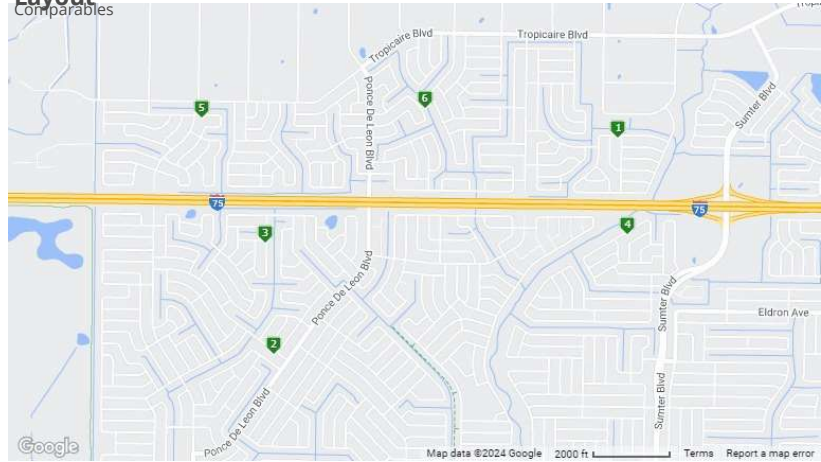 Layout
Comparables
Tropicaire Blvd
Tropicaire Blvd
Ponce De Leon Blvd
Sumter Blvd
5
6
1
75
75
3
4
Ponce De Leon Blvd
Sumter Blvd
Eldron Ave
2
Sumter Blvd
Ponce De Leon Blvd
Google
Map data ©2024 Google
2000 ft
Terms
Report a map error